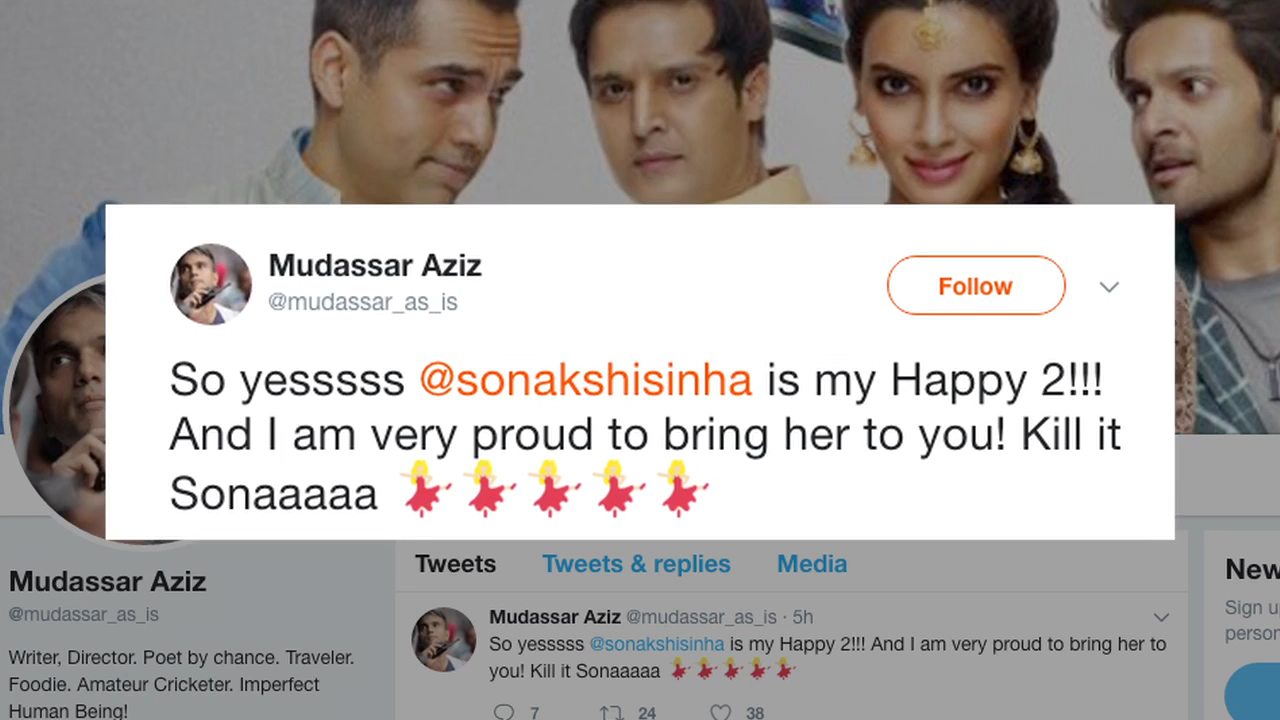 Mudassar Aziz
@mudassar_as_is
Follow
So yesssss @sonakshisinha is my Happy 2!!!
And I am very proud to bring her to you! Kill it
Sonaaaaa 💃💃💃💃💃
Mudassar Aziz
@mudassar_as_is
Writer, Director. Poet by chance. Traveler.
Foodie. Amateur Cricketer. Imperfect
Human Being!
Tweets Tweets & replies Media
Mudassar Aziz @mudassar_as_is · 5h
So yesssss @sonakshisinha is my Happy 2!!! And I am very proud to bring her to
you! Kill it Sonaaaaa 💃💃💃💃💃
7 24 38
New
Sign u
person